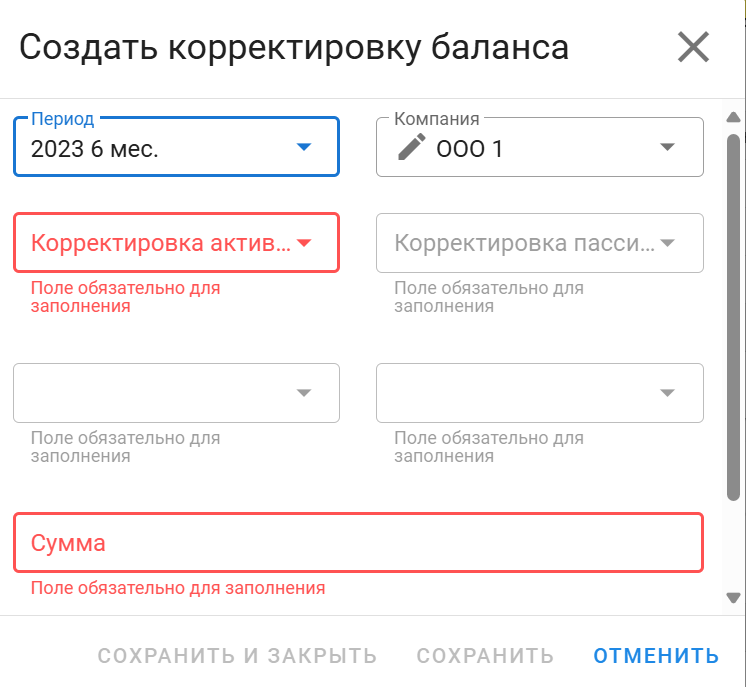 Создать корректировку баланса
Период
2023 6 мес.
Компания
ООО 1
Корректировка актив...
Корректировка пасси...
Поле обязательно для
заполнения
Поле обязательно для
заполнения
Поле обязательно для
заполнения
Поле обязательно для
заполнения
Сумма
Поле обязательно для заполнения
СОХРАНИТЬ И ЗАКРЫТЬ
СОХРАНИТЬ
ОТМЕНИТЬ